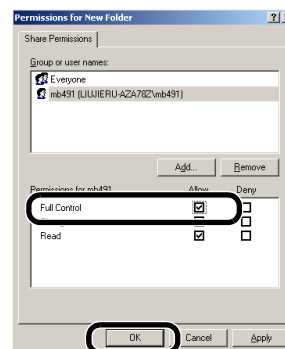 Permissions for New Folder
Share Permissions
Group or user names:
Everyone
mb491 (LIUJIERU-AZA78Z\mb491)
Add... Remove
Permissions for mb491 Allow Deny
Full Control
Read
OK Cancel Apply